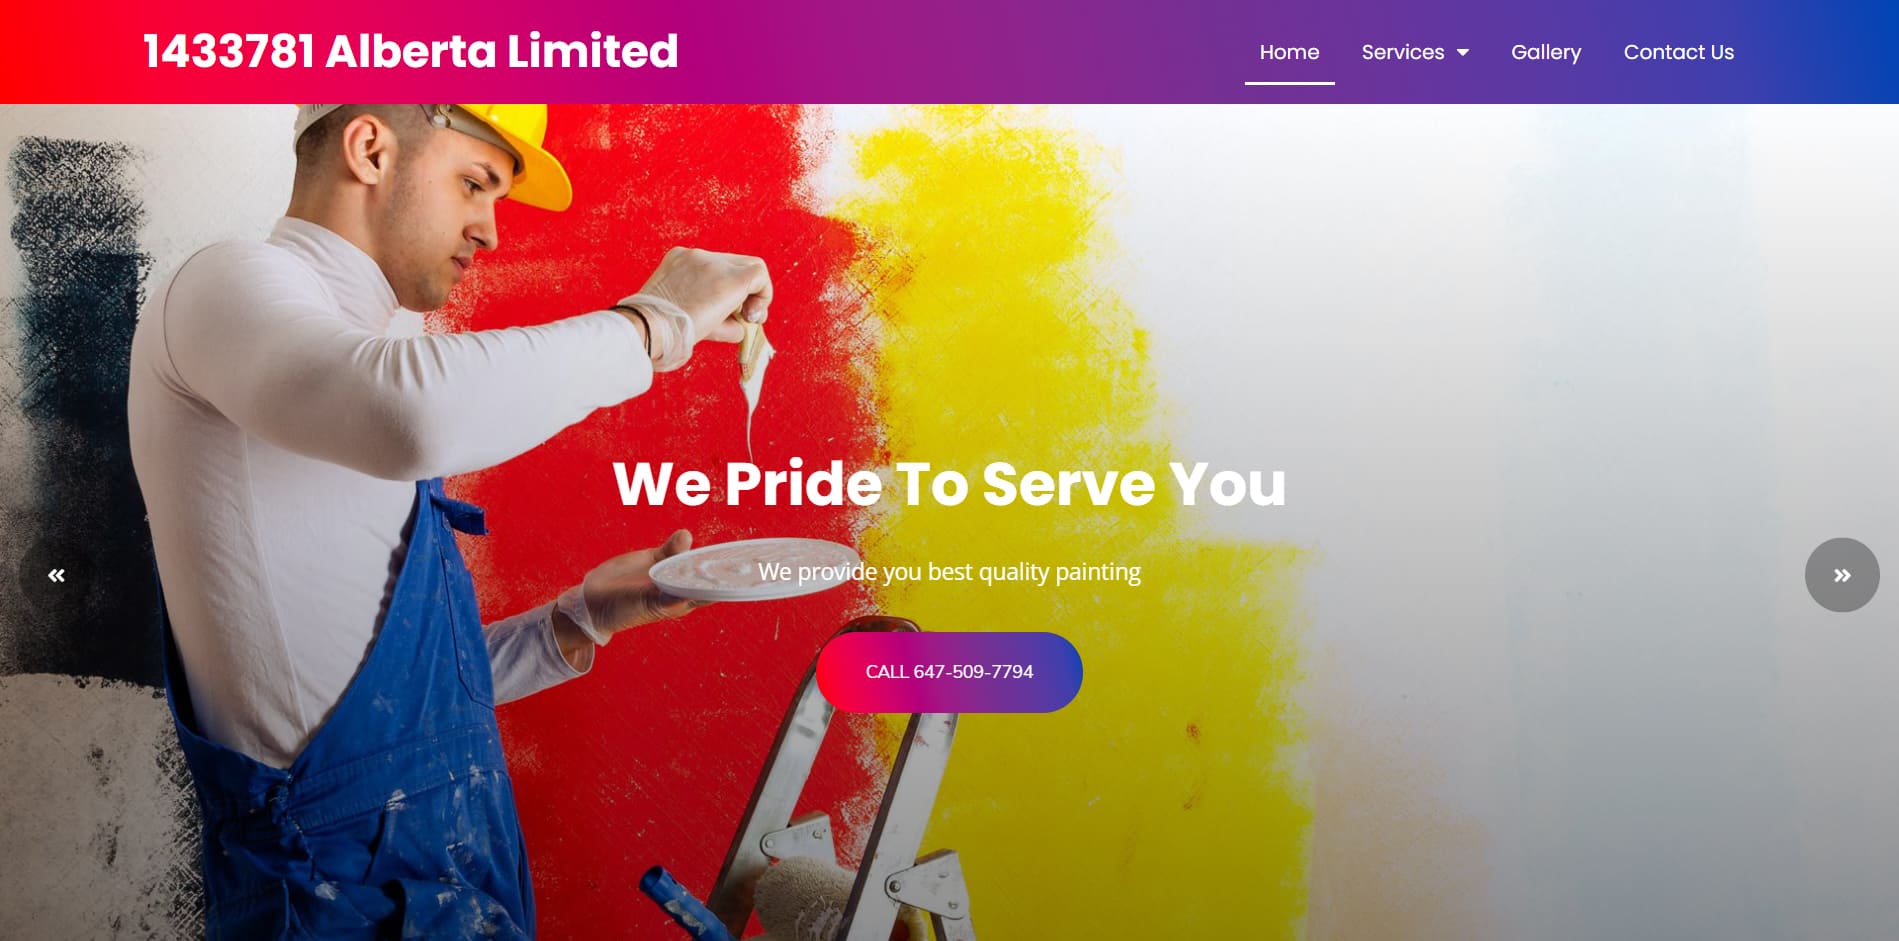 1433781 Alberta Limited
Home
Services
Gallery
Contact Us
We Pride To Serve You
We provide you best quality painting
CALL 647-509-7794